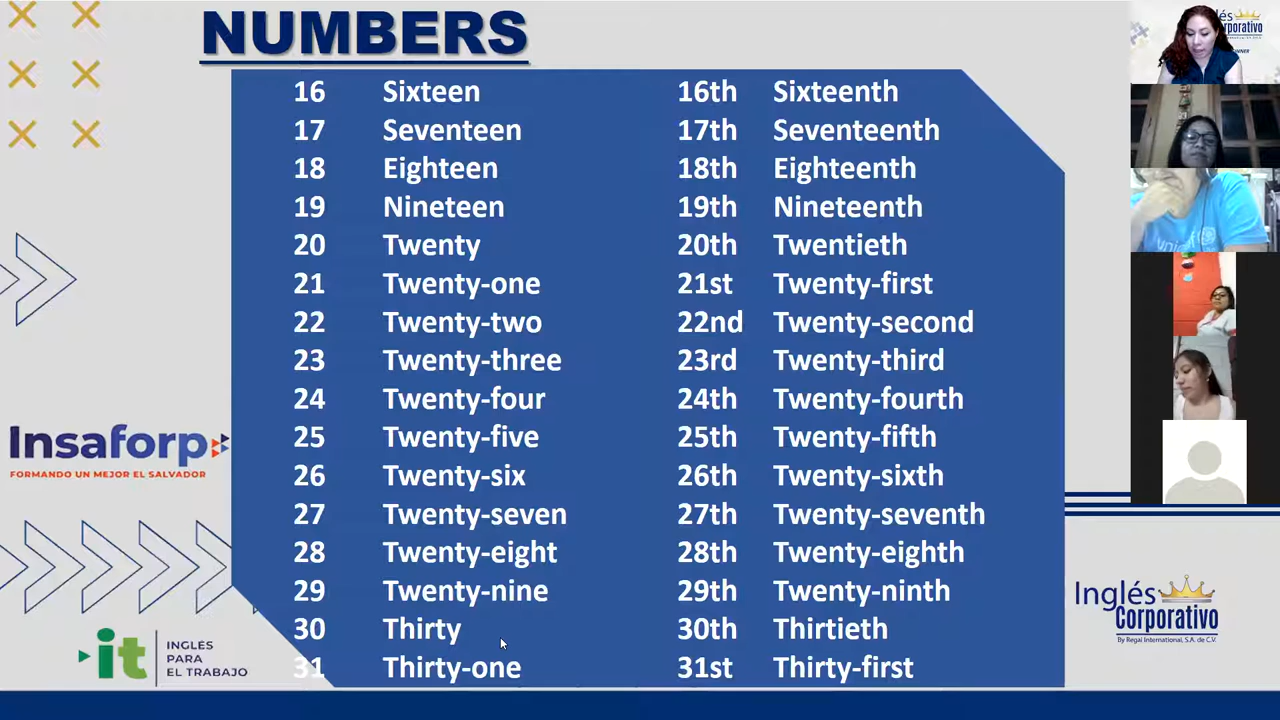 NUMBERS
16 Sixteen 16th Sixteenth
17 Seventeen 17th Seventeenth
18 Eighteen 18th Eighteenth
19 Nineteen 19th Nineteenth
20 Twenty 20th Twentieth
21 Twenty-one 21st Twenty-first
22 Twenty-two 22nd Twenty-second
23 Twenty-three 23rd Twenty-third
24 Twenty-four 24th Twenty-fourth
25 Twenty-five 25th Twenty-fifth
26 Twenty-six 26th Twenty-sixth
27 Twenty-seven 27th Twenty-seventh
28 Twenty-eight 28th Twenty-eighth
29 Twenty-nine 29th Twenty-ninth
30 Thirty 30th Thirtieth
31 Thirty-one 31st Thirty-first
Insaforp
FORMANDO UN MEJOR EL SALVADOR
it
INGLÉS
PARA
EL TRABAJO
Inglés
Corporativo
By Regal International, S.A. de C.V.
unicef